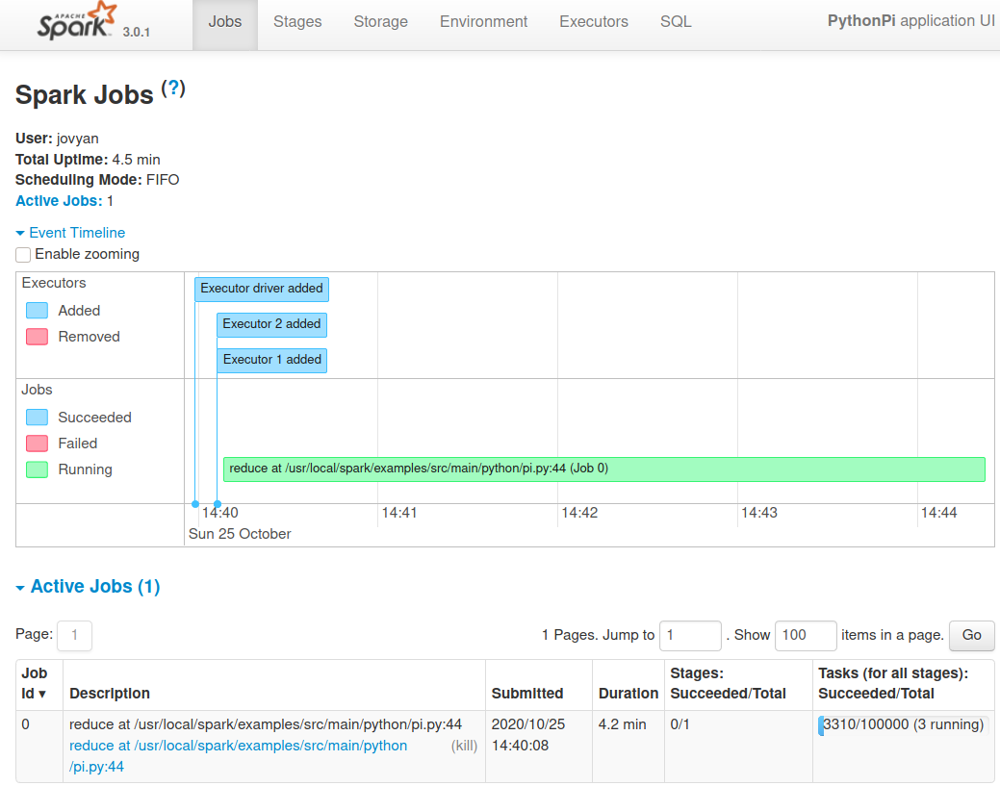 APACHE
Spark 3.0.1 Jobs Stages Storage Environment Executors SQL PythonPi application UI
Spark Jobs (?)
User: jovyan
Total Uptime: 4.5 min
Scheduling Mode: FIFO
Active Jobs: 1
Event Timeline
Enable zooming
Executors
Added
Removed
Executor driver added
Executor 2 added
Executor 1 added
Jobs
Succeeded
Failed
Running
reduce at /usr/local/spark/examples/src/main/python/pi.py:44 (Job 0)
14:40 14:41 14:42 14:43 14:44
Sun 25 October
Active Jobs (1)
Page: 1 1 Pages. Jump to 1 . Show 100 items in a page. Go
Job Id ▾ Description Submitted Duration Stages: Succeeded/Total Tasks (for all stages): Succeeded/Total
0 reduce at /usr/local/spark/examples/src/main/python/pi.py:44 2020/10/25 4.2 min 0/1 3310/100000 (3 running)
reduce at /usr/local/spark/examples/src/main/python (kill) 14:40:08
/pi.py:44